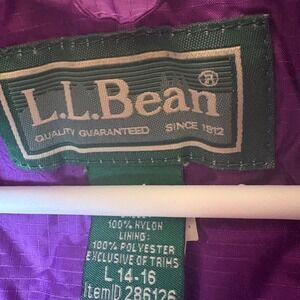 L.L.Bean
®
QUALITY GUARANTEED SINCE 1912
100% NYLON
LINING:
100% POLYESTER
EXCLUSIVE OF TRIMS
L 14-16
Item ID 286126